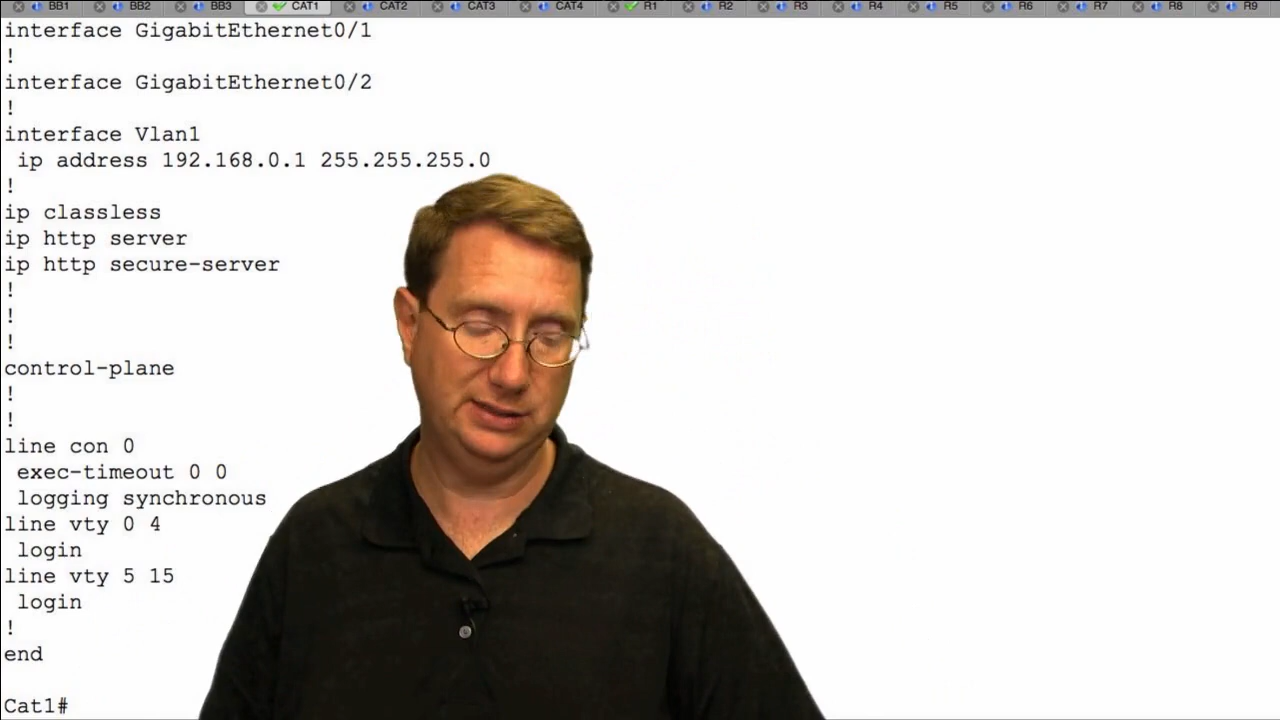 BB1 BB2 BB3 CAT1 CAT2 CAT3 CAT4 R1 R2 R3 R4 R5 R6 R7 R8 R9
interface GigabitEthernet0/1
!
interface GigabitEthernet0/2
!
interface Vlan1
ip address 192.168.0.1 255.255.255.0
!
ip classless
ip http server
ip http secure-server
!
!
!
control-plane
!
!
line con 0
exec-timeout 0 0
logging synchronous
line vty 0 4
login
line vty 5 15
login
!
end
Cat1#